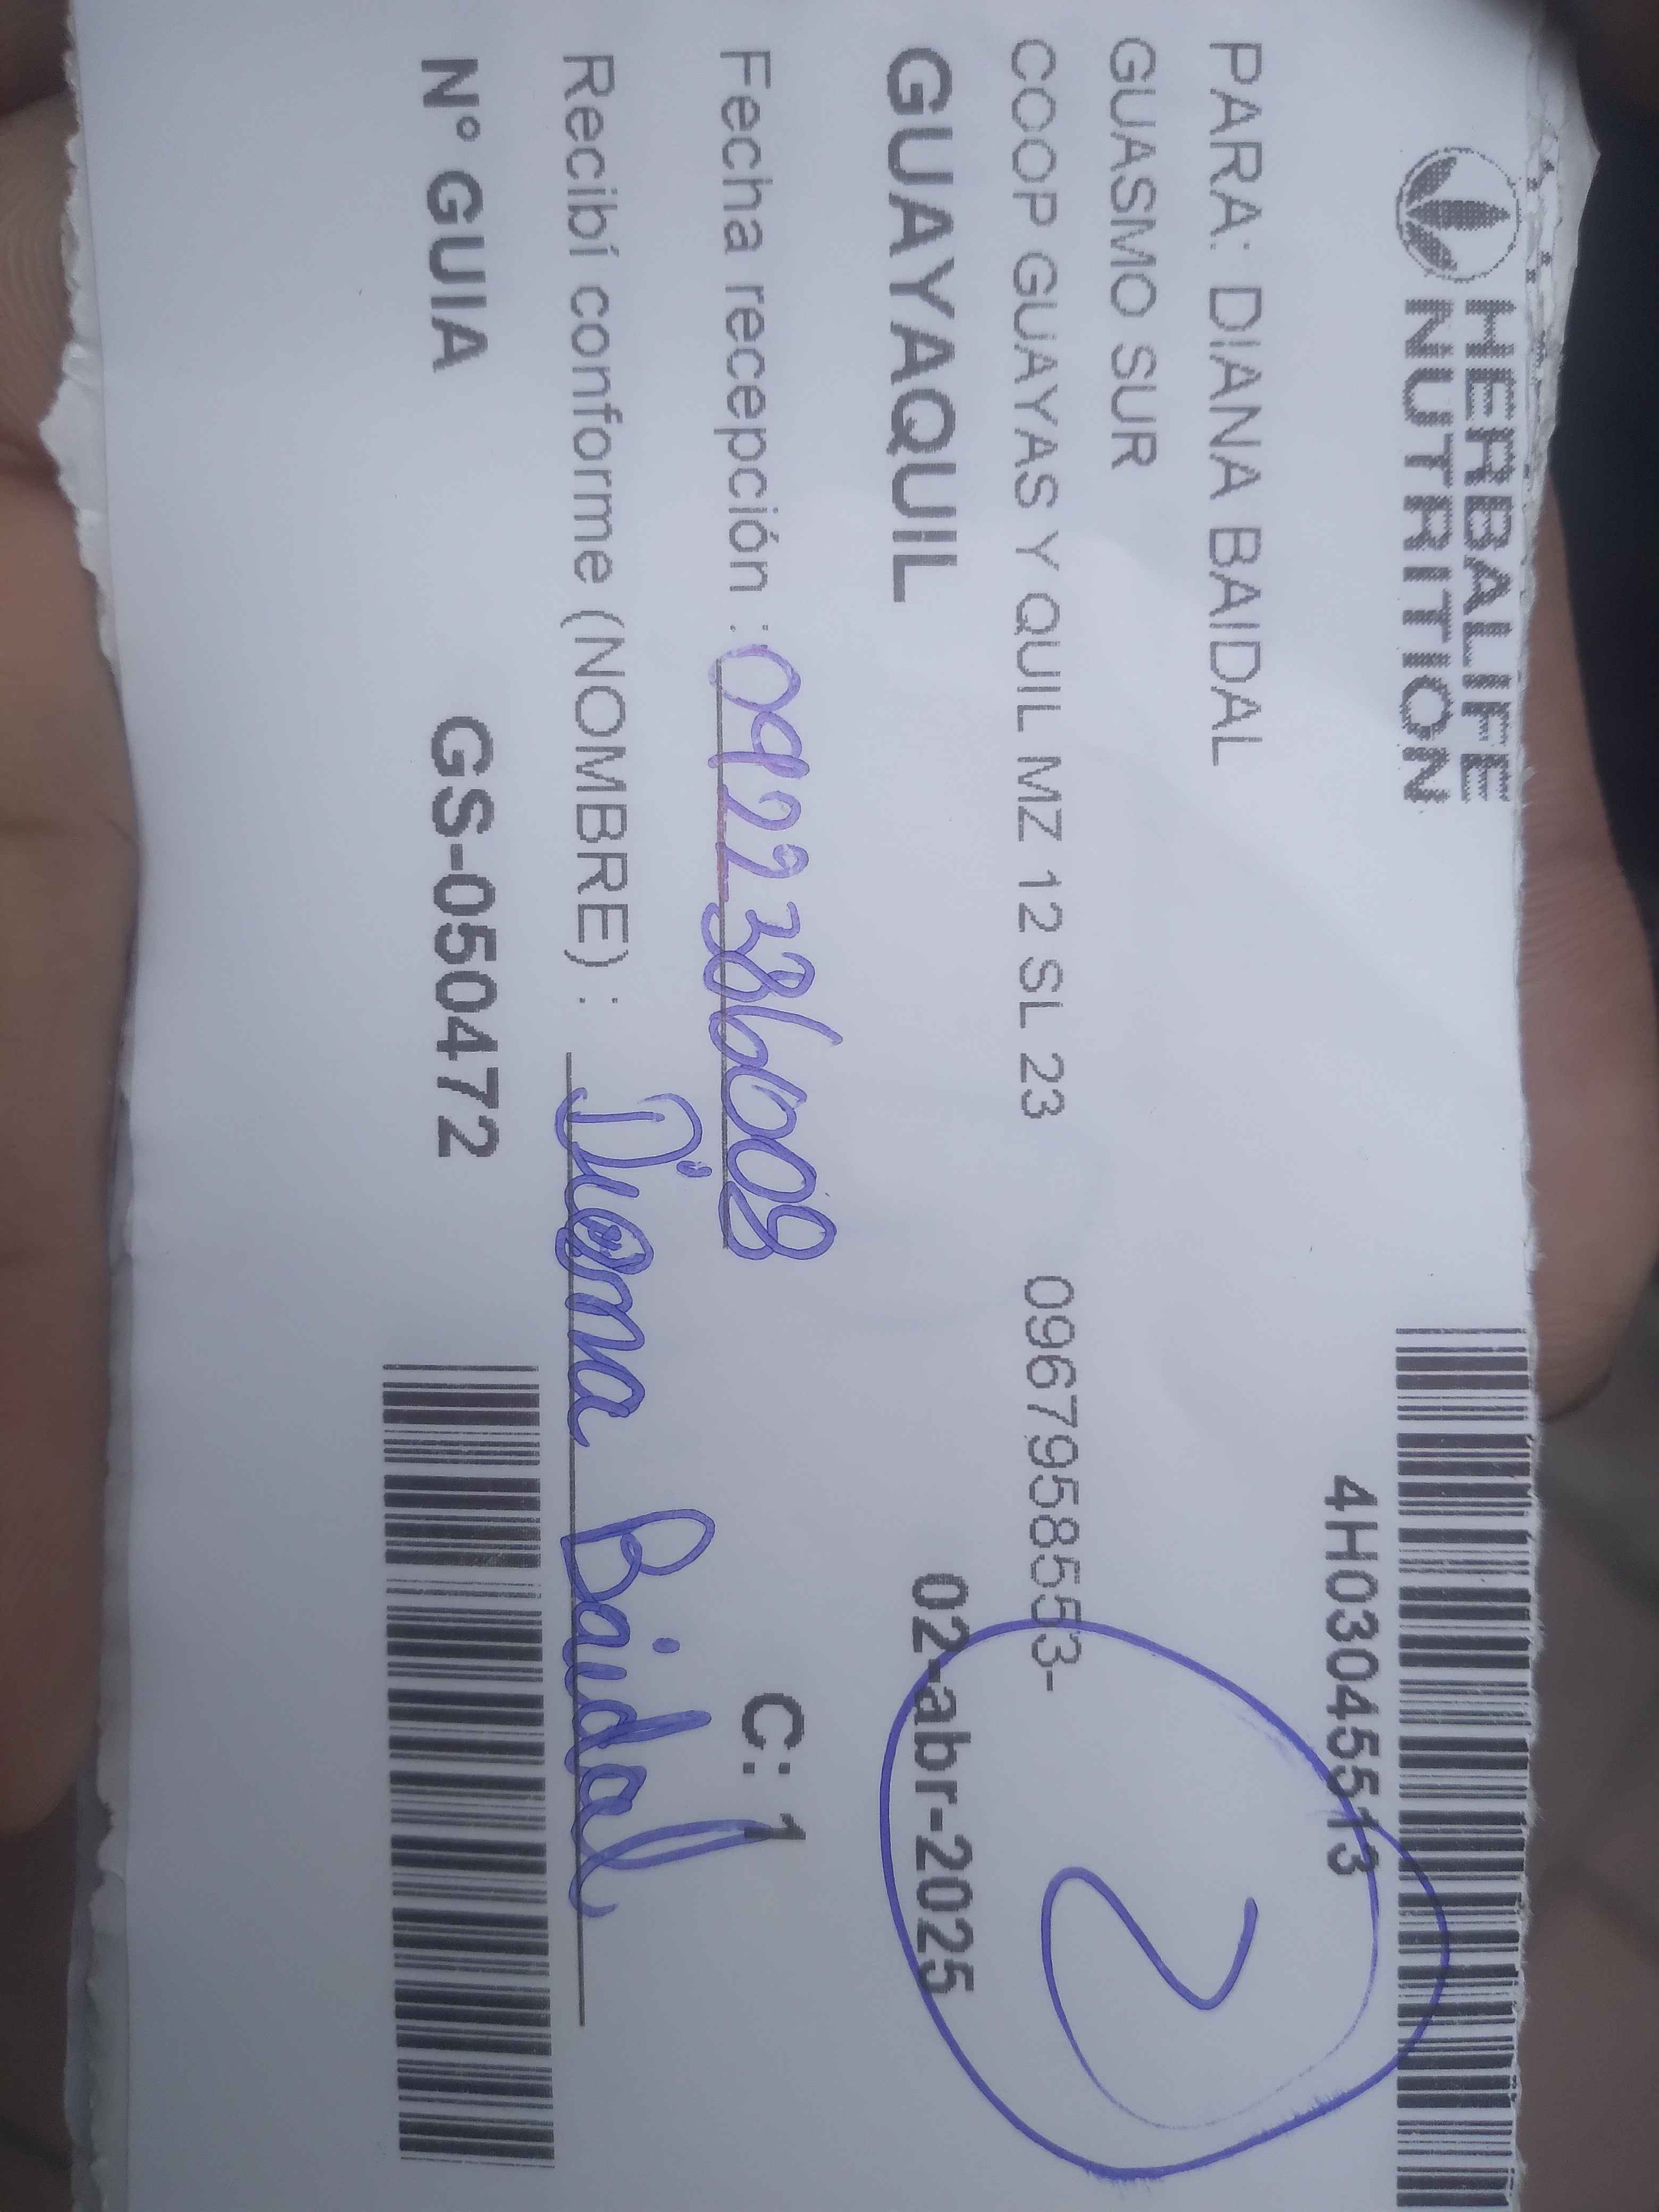 HERBALIFE
NUTRITION
4H03045513
PARA: DIANA BAIDAL
GUASMO SUR
COOP GUAYAS Y QUIL MZ 12 SL 23 0967958553-
2
GUAYAQUIL 02-abr-2025
Fecha recepción : 0922386008
C: 1
Recibí conforme (NOMBRE) : Diana Baidal
N° GUIA GS-050472